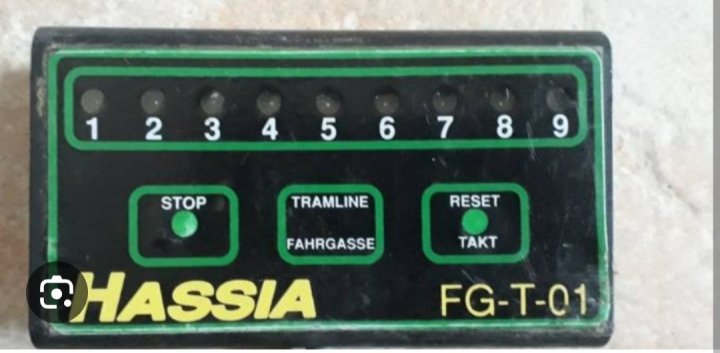 1 2 3 4 5 6 7 8 9
STOP TRAMLINE RESET
FAHRGASSE TAKT
HASSIA FG-T-01